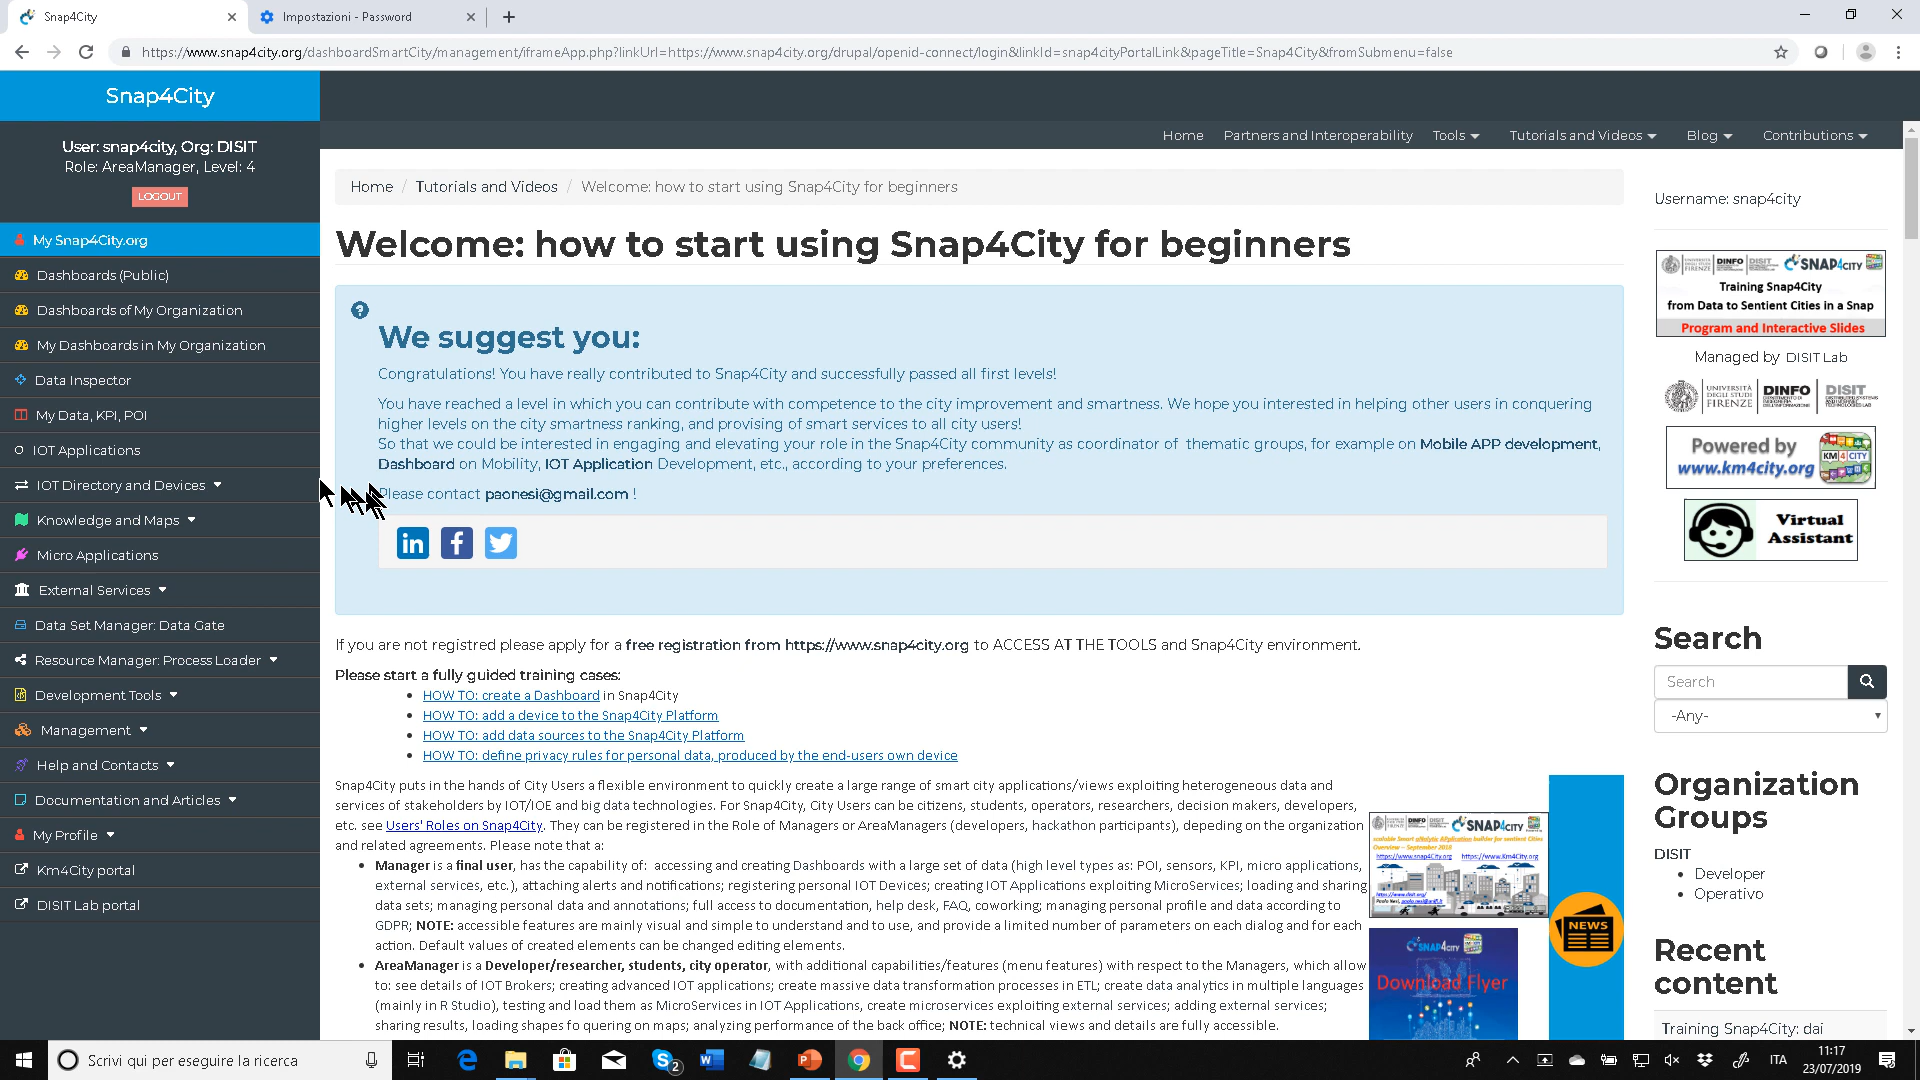 Snap4City
Impostazioni - Password
https://www.snap4city.org/dashboardSmartCity/management/iframeApp.php?linkUrl=https://www.snap4city.org/drupal/openid-connect/login&linkId=snap4cityPortalLink&pageTitle=Snap4City&fromSubmenu=false
Snap4City
User: snap4city, Org: DISIT
Role: AreaManager, Level: 4
LOGOUT
My Snap4City.org
Dashboards (Public)
Dashboards of My Organization
My Dashboards in My Organization
Data Inspector
My Data, KPI, POI
IOT Applications
IOT Directory and Devices
Knowledge and Maps
Micro Applications
External Services
Data Set Manager: Data Gate
Resource Manager: Process Loader
Development Tools
Management
Help and Contacts
Documentation and Articles
My Profile
Km4City portal
DISIT Lab portal
Home Partners and Interoperability Tools Tutorials and Videos Blog Contributions
Home / Tutorials and Videos / Welcome: how to start using Snap4City for beginners
Welcome: how to start using Snap4City for beginners
We suggest you:
Congratulations! You have really contributed to Snap4City and successfully passed all first levels!
You have reached a level in which you can contribute with competence to the city improvement and smartness. We hope you interested in helping other users in conquering
higher levels on the city smartness ranking, and provising of smart services to all city users!
So that we could be interested in engaging and elevating your role in the Snap4City community as coordinator of thematic groups, for example on Mobile APP development,
Dashboard on Mobility, IOT Application Development, etc., according to your preferences.
Please contact paonesi@gmail.com !
If you are not registred please apply for a free registration from https://www.snap4city.org to ACCESS AT THE TOOLS and Snap4City environment.
Please start a fully guided training cases:
• HOW TO: create a Dashboard in Snap4City
• HOW TO: add a device to the Snap4City Platform
• HOW TO: add data sources to the Snap4City Platform
• HOW TO: define privacy rules for personal data, produced by the end-users own device
Snap4City puts in the hands of City Users a flexible environment to quickly create a large range of smart city applications/views exploiting heterogeneous data and
services of stakeholders by IOT/IOE and big data technologies. For Snap4City, City Users can be citizens, students, operators, researchers, decision makers, developers,
etc. see Users' Roles on Snap4City. They can be registered in the Role of Managers or AreaManagers (developers, hackathon participants), depeding on the organization
and related agreements. Please note that a:
• Manager is a final user, has the capability of: accessing and creating Dashboards with a large set of data (high level types as: POI, sensors, KPI, micro applications,
external services, etc.), attaching alerts and notifications; registering personal IOT Devices; creating IOT Applications exploiting MicroServices; loading and sharing
data sets; managing personal data and annotations; full access to documentation, help desk, FAQ, coworking; managing personal profile and data according to
GDPR; NOTE: accessible features are mainly visual and simple to understand and to use, and provide a limited number of parameters on each dialog and for each
action. Default values of created elements can be changed editing elements.
• AreaManager is a Developer/researcher, students, city operator, with additional capabilities/features (menu features) with respect to the Managers, which allow
to: see details of IOT Brokers; creating advanced IOT applications; create massive data transformation processes in ETL; create data analytics in multiple languages
(mainly in R Studio), testing and load them as MicroServices in IOT Applications, create microservices exploiting external services; adding external services;
sharing results, loading shapes fo quering on maps; analyzing performance of the back office; NOTE: technical views and details are fully accessible.
SNAP4CITY
Overview – September 2018
https://www.snap4city.org https://www.Km4City.org
NEWS
SNAP4CITY
Download Flyer
Username: snap4city
DINFO DISIT SNAP4CITY
Training Snap4City
from Data to Sentient Cities in a Snap
Program and Interactive Slides
Managed by DISIT Lab
UNIVERSITÀ DEGLI STUDI FIRENZE DINFO DISIT
Powered by
www.km4city.org
KM4CITY
Virtual
Assistant
Search
Search
-Any-
Organization
Groups
DISIT
• Developer
• Operativo
Recent
content
Training Snap4City: dai
Scrivi qui per eseguire la ricerca
2
ITA
11:17
23/07/2019